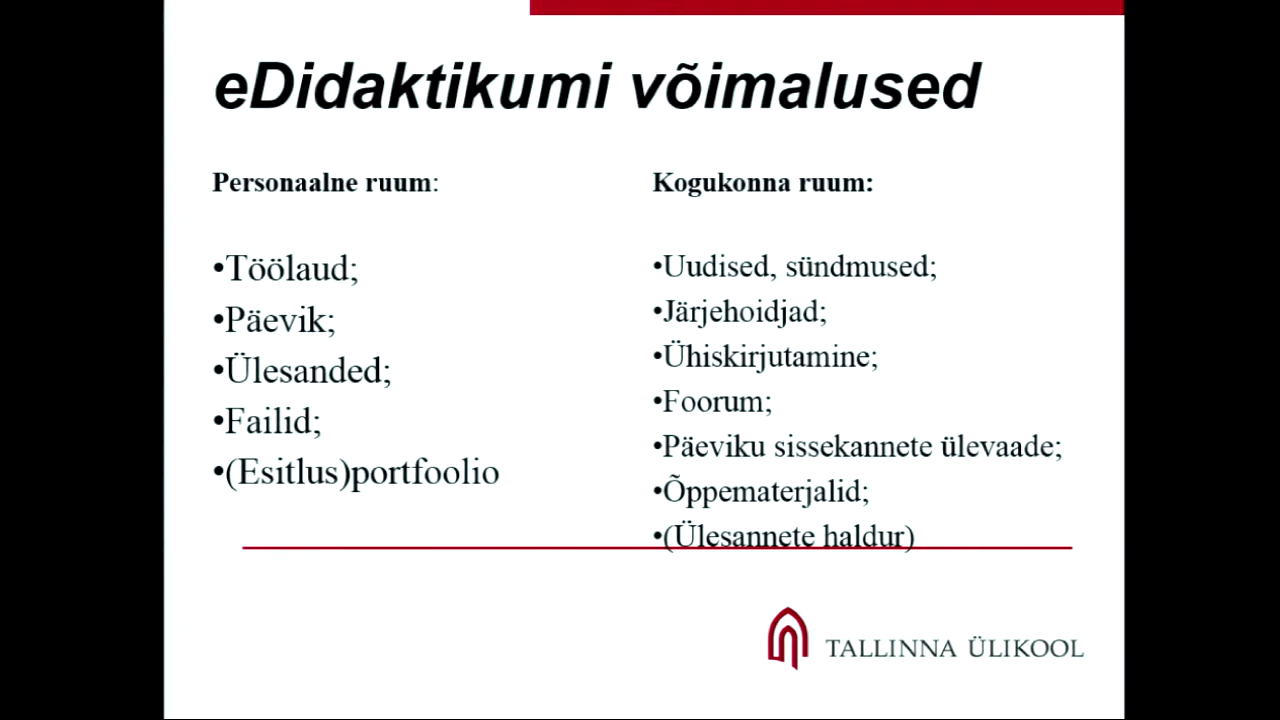 eDidaktikumi võimalused
Personaalne ruum:
•Töölaud;
•Päevik;
•Ülesanded;
•Failid;
•(Esitlus)portfoolio
Kogukonna ruum:
•Uudised, sündmused;
•Järjehoidjad;
•Ühiskirjutamine;
•Foorum;
•Päeviku sissekannete ülevaade;
•Õppematerjalid;
•(Ülesannete haldur)
TALLINNA ÜLIKOOL